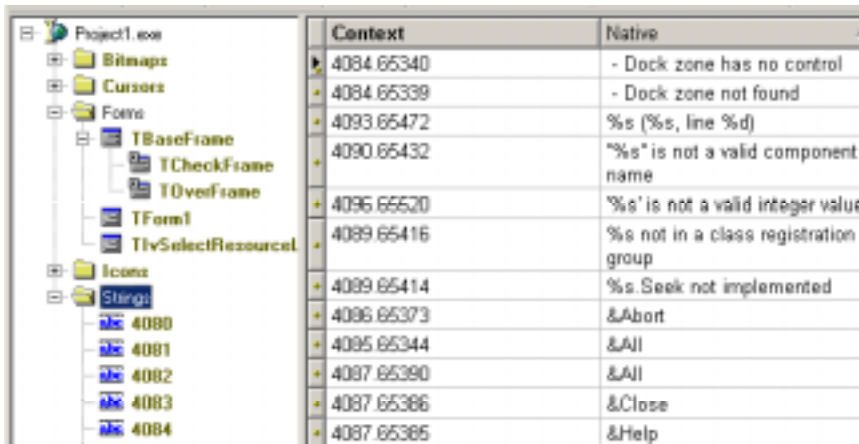 Project1.exe
Bitmaps
Cursors
Forms
TBaseFrame
TCheckFrame
TOverFrame
TForm1
TIvSelectResourceL
Icons
Strings
4080
4081
4082
4083
4084
Context Native
4084.65340 - Dock zone has no control
4084.65339 - Dock zone not found
4093.65472 %s (%s, line %d)
4090.65432 "%s" is not a valid component
name
4096.65520 '%s' is not a valid integer value
4089.65416 %s not in a class registration
group
4089.65414 %s.Seek not implemented
4086.65373 &Abort
4085.65344 &All
4087.65390 &All
4087.65386 &Close
4087.65385 &Help